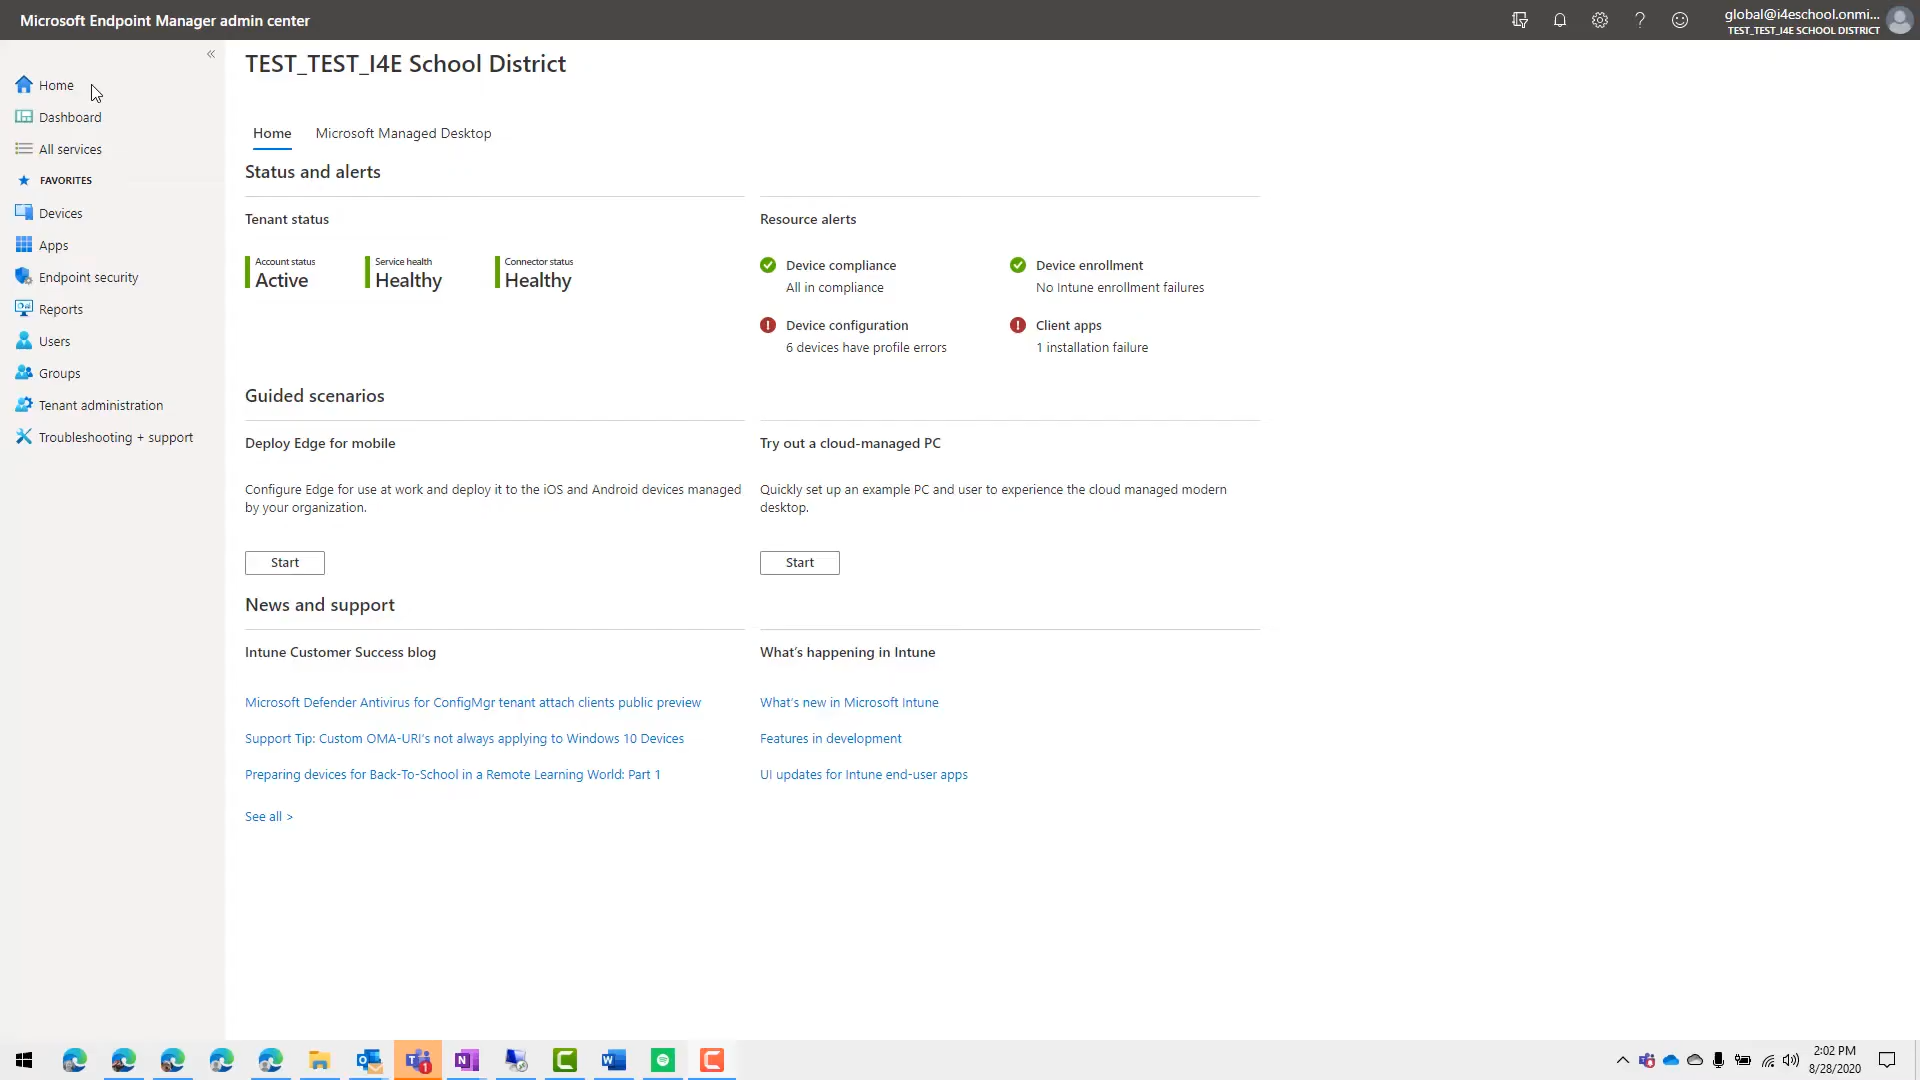 Microsoft Endpoint Manager admin center
global@i4eschool.onmi...
TEST_TEST_I4E SCHOOL DISTRICT
«
Home
Dashboard
All services
FAVORITES
Devices
Apps
Endpoint security
Reports
Users
Groups
Tenant administration
Troubleshooting + support
TEST_TEST_I4E School District
Home
Microsoft Managed Desktop
Status and alerts
Tenant status
Account status
Active
Service health
Healthy
Connector status
Healthy
Resource alerts
Device compliance
All in compliance
Device enrollment
No Intune enrollment failures
Device configuration
6 devices have profile errors
Client apps
1 installation failure
Guided scenarios
Deploy Edge for mobile
Configure Edge for use at work and deploy it to the iOS and Android devices managed
by your organization.
Start
Try out a cloud-managed PC
Quickly set up an example PC and user to experience the cloud managed modern
desktop.
Start
News and support
Intune Customer Success blog
Microsoft Defender Antivirus for ConfigMgr tenant attach clients public preview
Support Tip: Custom OMA-URI's not always applying to Windows 10 Devices
Preparing devices for Back-To-School in a Remote Learning World: Part 1
See all >
What's happening in Intune
What's new in Microsoft Intune
Features in development
UI updates for Intune end-user apps
2:02 PM
8/28/2020